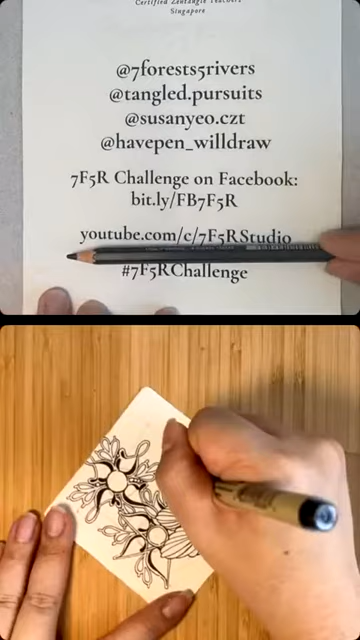 Certified Zentangle Teachers
Singapore
@7forests5rivers
@tangled.pursuits
@susanyeo.czt
@havepen_willdraw
7F5R Challenge on Facebook:
bit.ly/FB7F5R
youtube.com/c/7F5RStudio
#7F5RChallenge